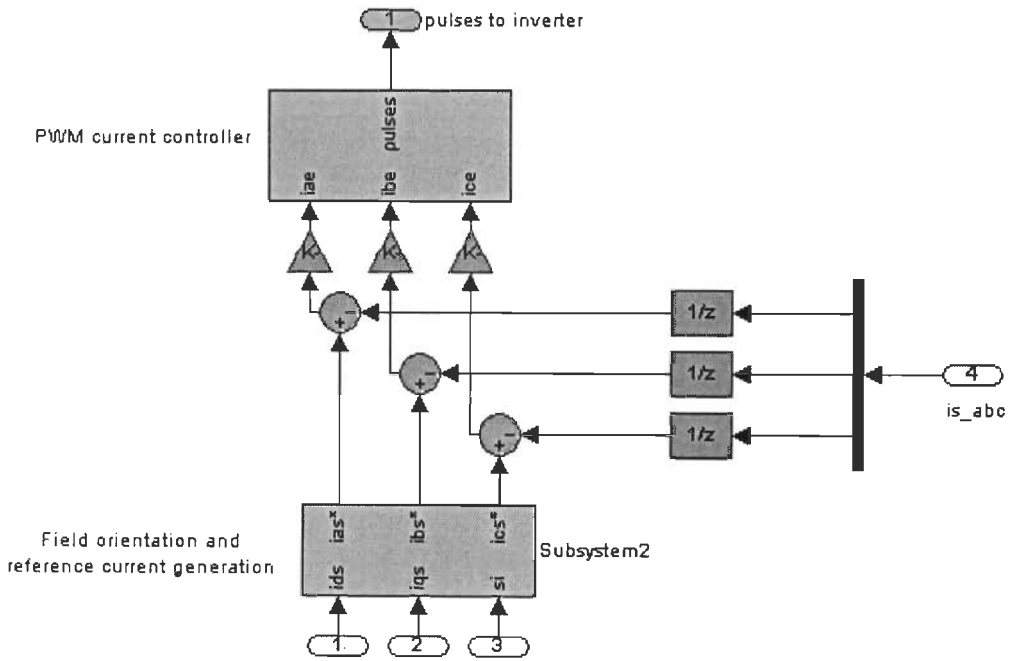 1 pulses to inverter
PWM current controller
pulses
iae ibe ice
K- K- K-
+ - 1/z
+ - 1/z
4
is_abc
+ - 1/z
Field orientation and
reference current generation
ias* ibs* ics*
ids iqs si
Subsystem2
1 2 3